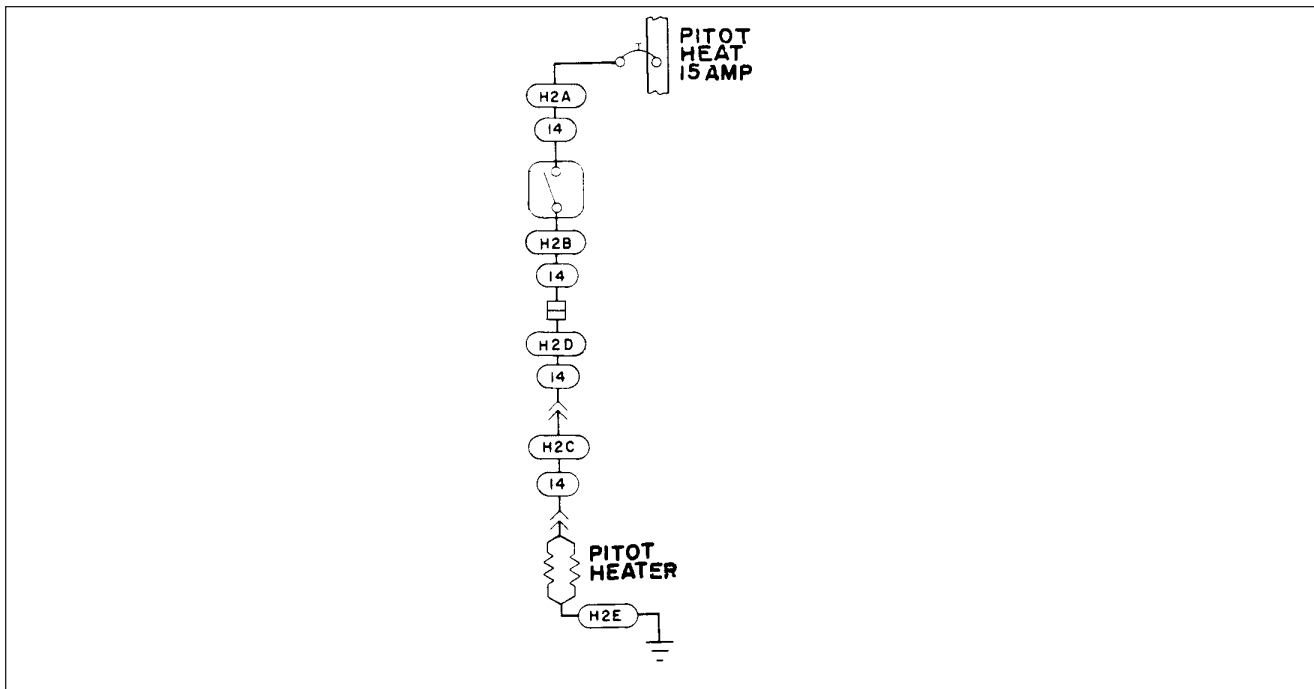 PITOT
HEAT
15 AMP
H2A
14
H2B
14
H2D
14
H2C
14
PITOT
HEATER
H2E